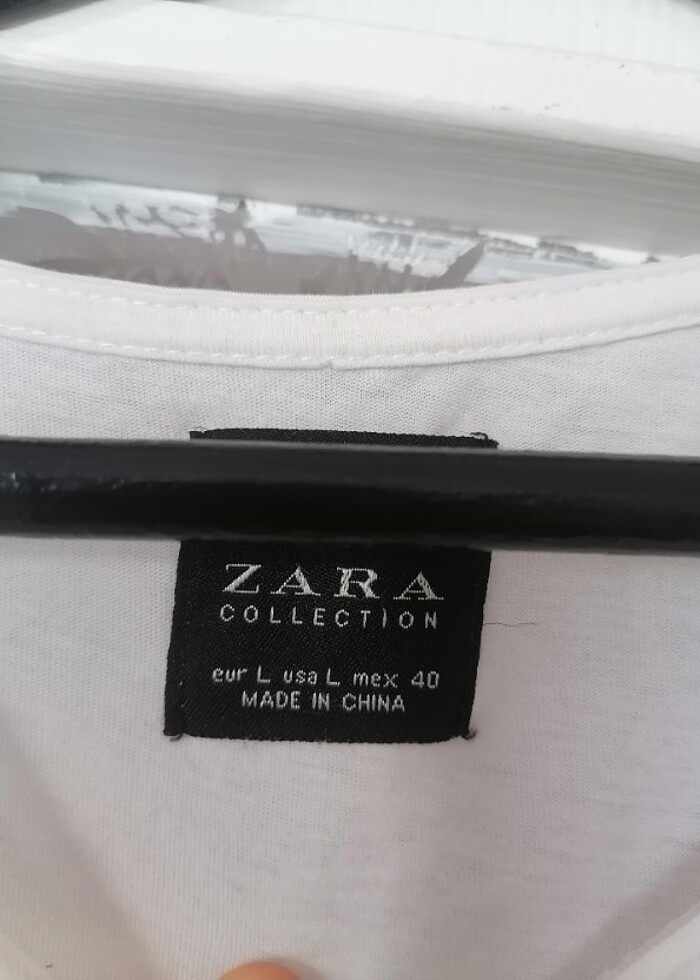 ZARA
COLLECTION
eur L usa L mex 40
MADE IN CHINA